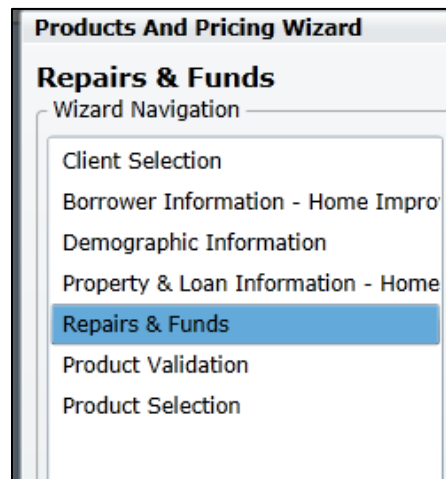 Products And Pricing Wizard
Repairs & Funds
Wizard Navigation
Client Selection
Borrower Information - Home Impro
Demographic Information
Property & Loan Information - Home
Repairs & Funds
Product Validation
Product Selection